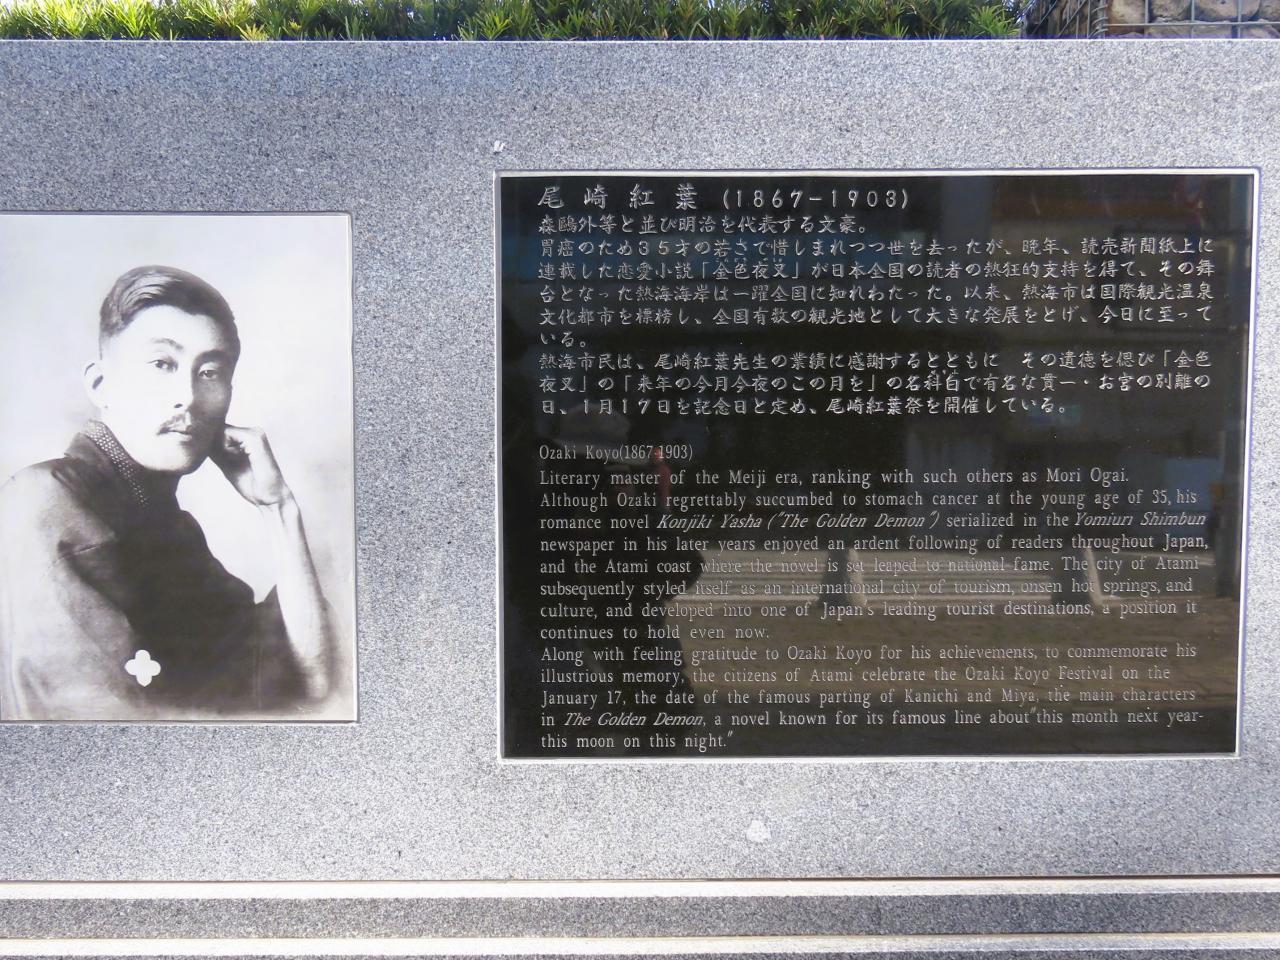 尾崎紅葉 (1867-1903)
森鷗外等と並び明治を代表する文豪。
胃癌のため35才の若さで惜しまれつつ世を去ったが、晩年、読売新聞紙上に
連載した恋愛小説「金色夜叉」が日本全国の読者の熱狂的支持を得て、その舞
台となった熱海海岸は一躍全国に知れわたった。以来、熱海市は国際観光温泉
文化都市を標榜し、全国有数の観光地として大きな発展をとげ、今日に至って
いる。
熱海市民は、尾崎紅葉先生の業績に感謝するとともに　その遺徳を偲び「金色
夜叉」の「来年の今月今夜のこの月を」の名科白で有名な貫一・お宮の別離の
日、1月17日を記念日と定め、尾崎紅葉祭を開催している。
Ozaki Koyo(1867-1903)
Literary master of the Meiji era, ranking with such others as Mori Ogai.
Although Ozaki regrettably succumbed to stomach cancer at the young age of 35, his
romance novel Konjiki Yasha ("The Golden Demon") serialized in the Yomiuri Shimbun
newspaper in his later years enjoyed an ardent following of readers throughout Japan,
and the Atami coast where the novel is set leaped to national fame. The city of Atami
subsequently styled itself as an international city of tourism, onsen hot springs, and
culture, and developed into one of Japan's leading tourist destinations, a position it
continues to hold even now.
Along with feeling gratitude to Ozaki Koyo for his achievements, to commemorate his
illustrious memory, the citizens of Atami celebrate the Ozaki Koyo Festival on the
January 17, the date of the famous parting of Kanichi and Miya, the main characters
in The Golden Demon, a novel known for its famous line about "this month next year-
this moon on this night."